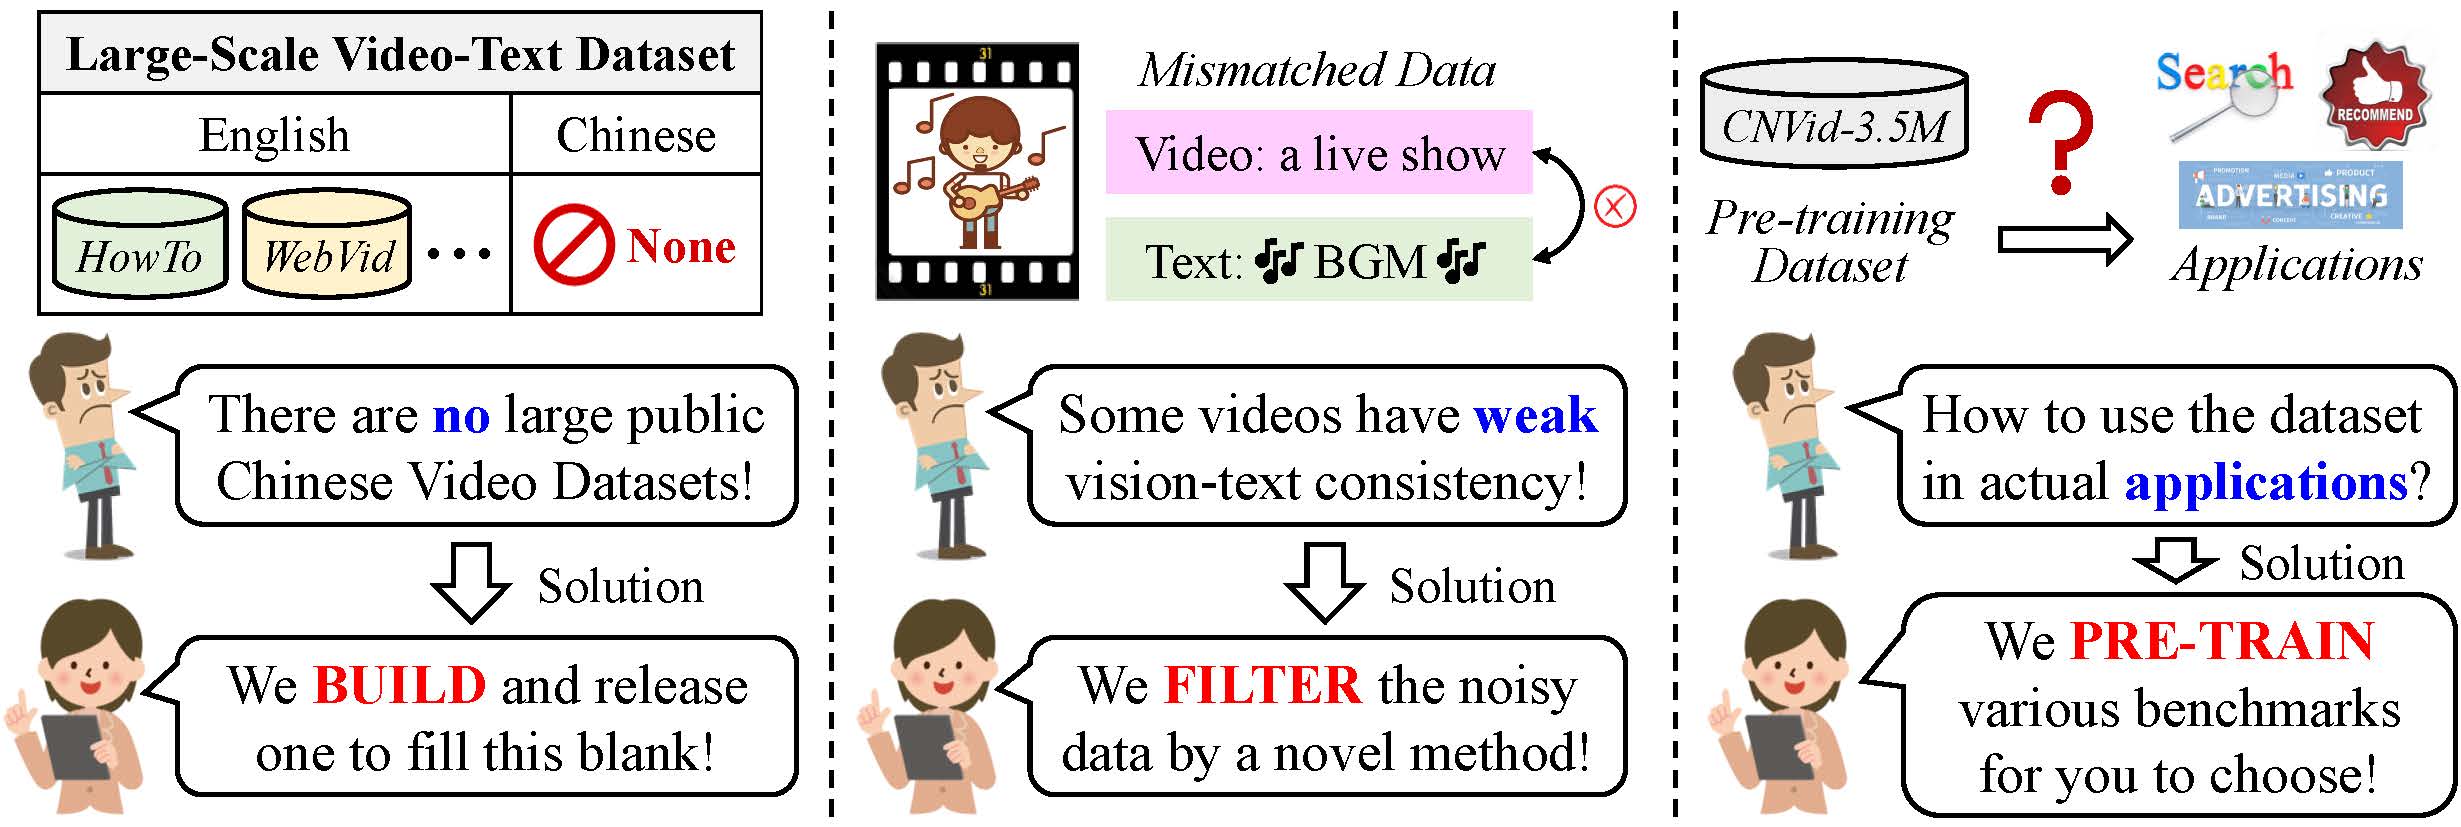 Large-Scale Video-Text Dataset
English
Chinese
HowTo
WebVid
...
None
There are no large public
Chinese Video Datasets!
Solution
We BUILD and release
one to fill this blank!
31
31
Mismatched Data
Video: a live show
Text: BGM
Some videos have weak
vision-text consistency!
Solution
We FILTER the noisy
data by a novel method!
CNVid-3.5M
Pre-training
Dataset
?
Search
RECOMMEND
PROMOTION
MEDIA
PRODUCT
ADVERTISING
BRAND
CONTENT
CREATIVE
Applications
How to use the dataset
in actual applications?
Solution
We PRE-TRAIN
various benchmarks
for you to choose!